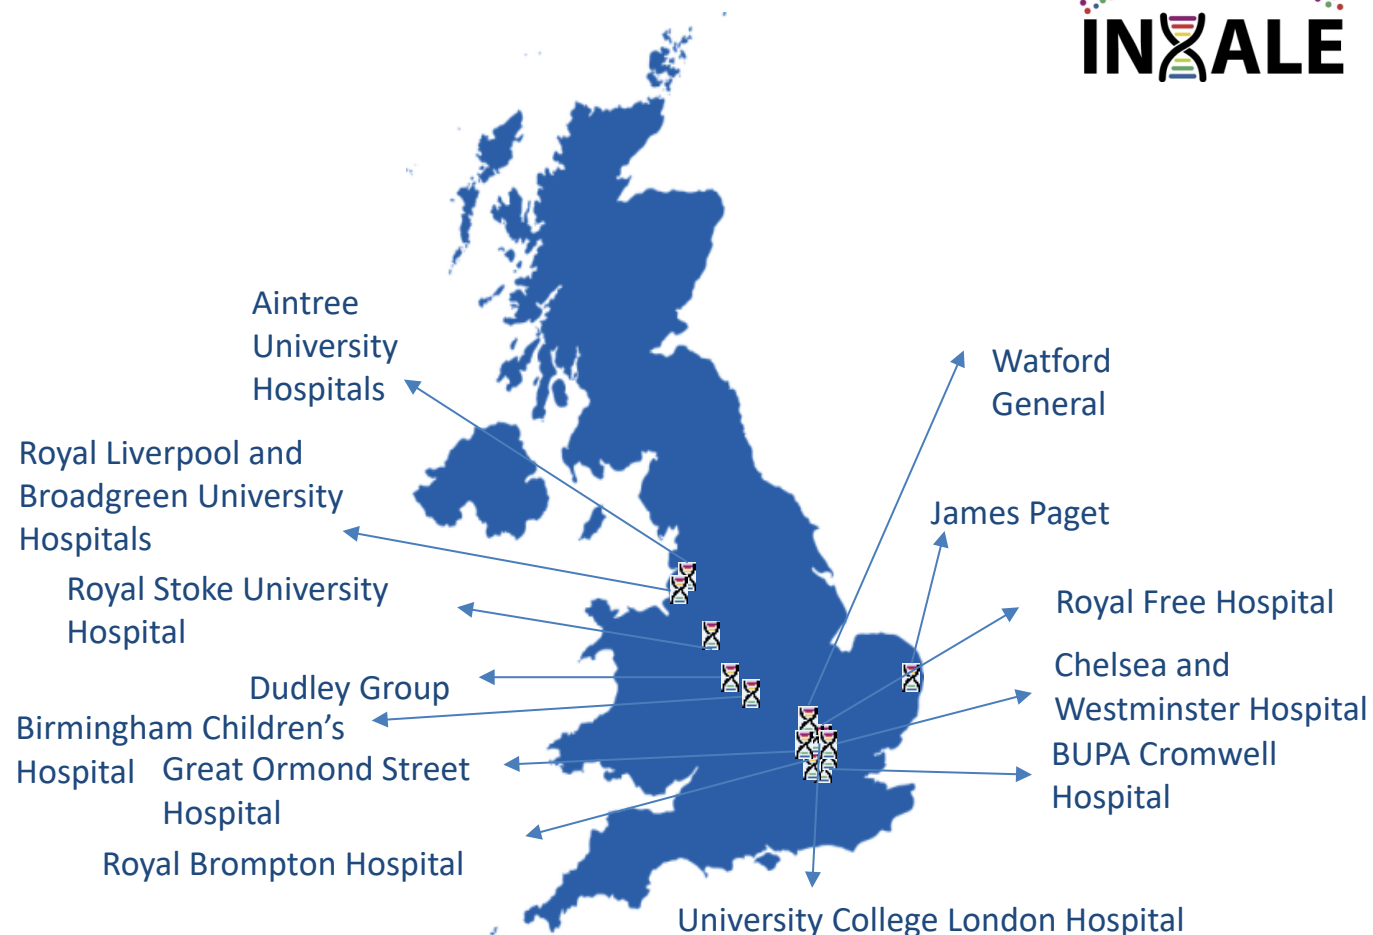 INHALE
Aintree
University
Hospitals
Watford
General
Royal Liverpool and
Broadgreen University
Hospitals
James Paget
Royal Stoke University
Hospital
Royal Free Hospital
Chelsea and
Westminster Hospital
Dudley Group
Birmingham Children's
Hospital
BUPA Cromwell
Hospital
Great Ormond Street
Hospital
Royal Brompton Hospital
University College London Hospital